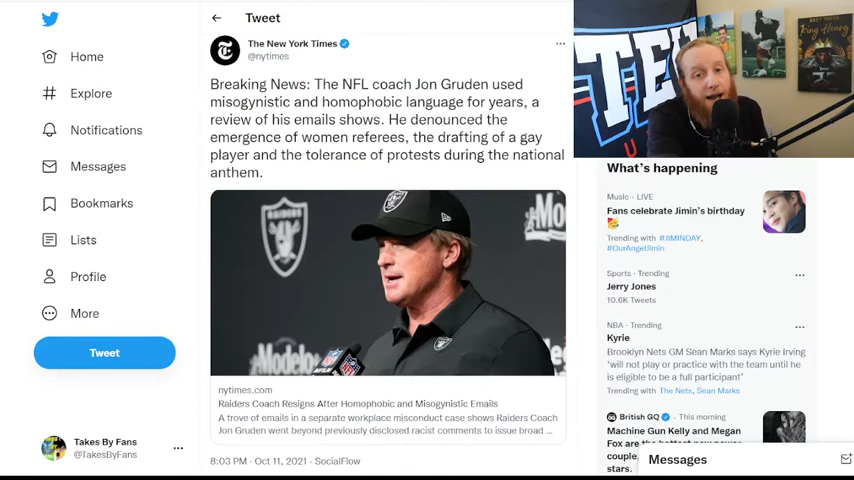 Tweet
Home
Explore
Notifications
Messages
Bookmarks
Lists
Profile
More
Tweet
Takes By Fans
@TakesByFans
The New York Times
@nytimes
Breaking News: The NFL coach Jon Gruden used
misogynistic and homophobic language for years, a
review of his emails shows. He denounced the
emergence of women referees, the drafting of a gay
player and the tolerance of protests during the national
anthem.
RAIDERS
Modelo
nytimes.com
Raiders Coach Resigns After Homophobic and Misogynistic Emails
A trove of emails in a separate workplace misconduct case shows Raiders Coach
Jon Gruden went beyond previously disclosed racist comments to issue broad ...
8:03 PM · Oct 11, 2021 · SocialFlow
What's happening
Music · LIVE
Fans celebrate Jimin's birthday
Trending with #JIMINDAY,
#OurAngelJimin
Sports · Trending
Jerry Jones
10.6K Tweets
NBA · Trending
Kyrie
Brooklyn Nets GM Sean Marks says Kyrie Irving
'will not play or practice with the team until he
is eligible to be a full participant'
Trending with The Nets, Sean Marks
British GQ · This morning
Machine Gun Kelly and Megan
Fox are the
couple,
stars.
Messages